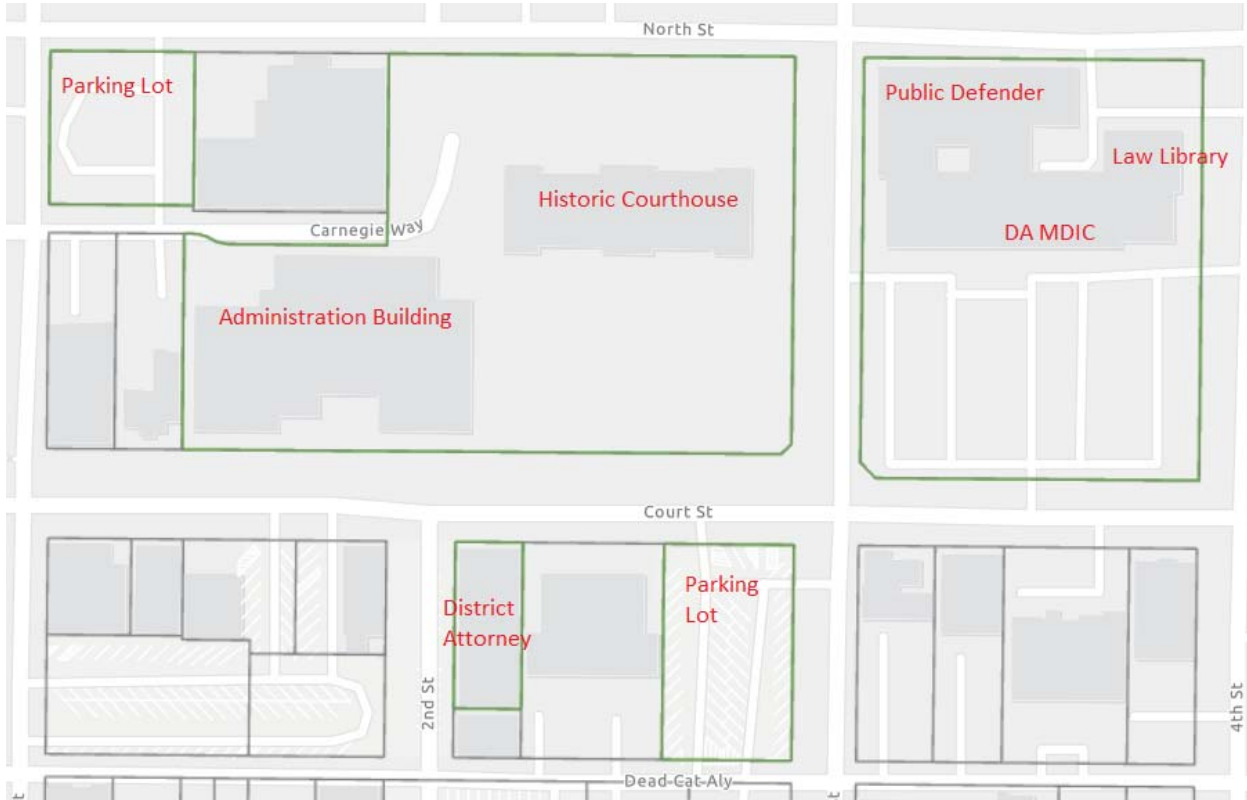 North St
Parking Lot
Public Defender
Law Library
Historic Courthouse
Carnegie Way
DA MDIC
Administration Building
Court St
District
Attorney
Parking
Lot
2nd St
4th St
Dead Cat Aly